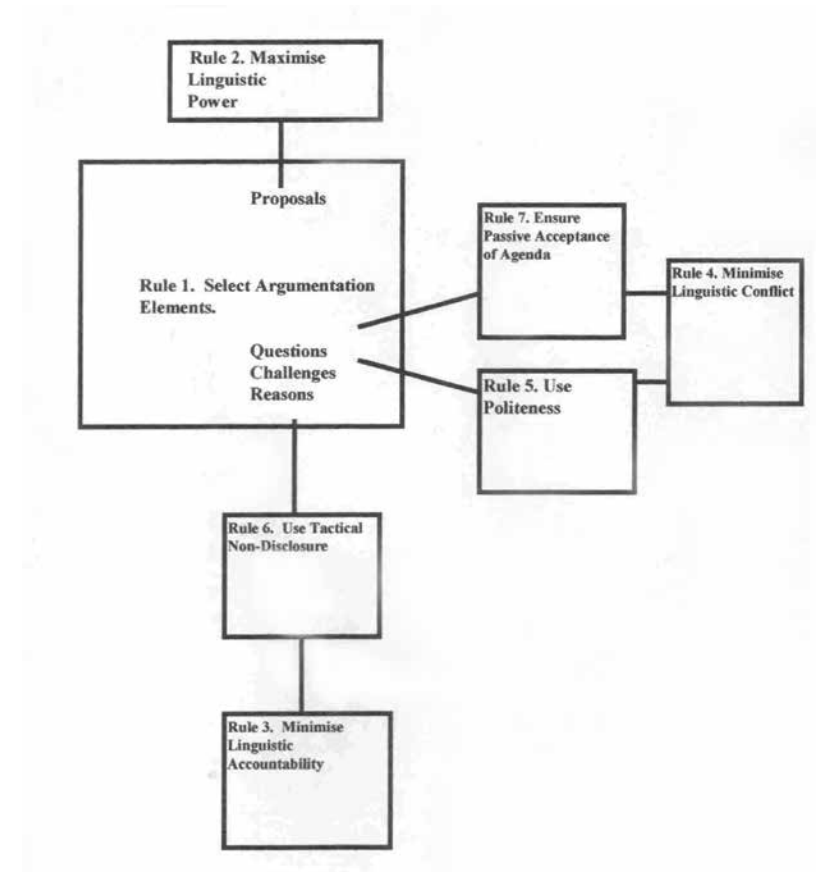 Rule 2. Maximise
Linguistic
Power
Proposals
Rule 1. Select Argumentation
Elements.
Questions
Challenges
Reasons
Rule 7. Ensure
Passive Acceptance
of Agenda
Rule 4. Minimise
Linguistic Conflict
Rule 5. Use
Politeness
Rule 6. Use Tactical
Non-Disclosure
Rule 3. Minimise
Linguistic
Accountability